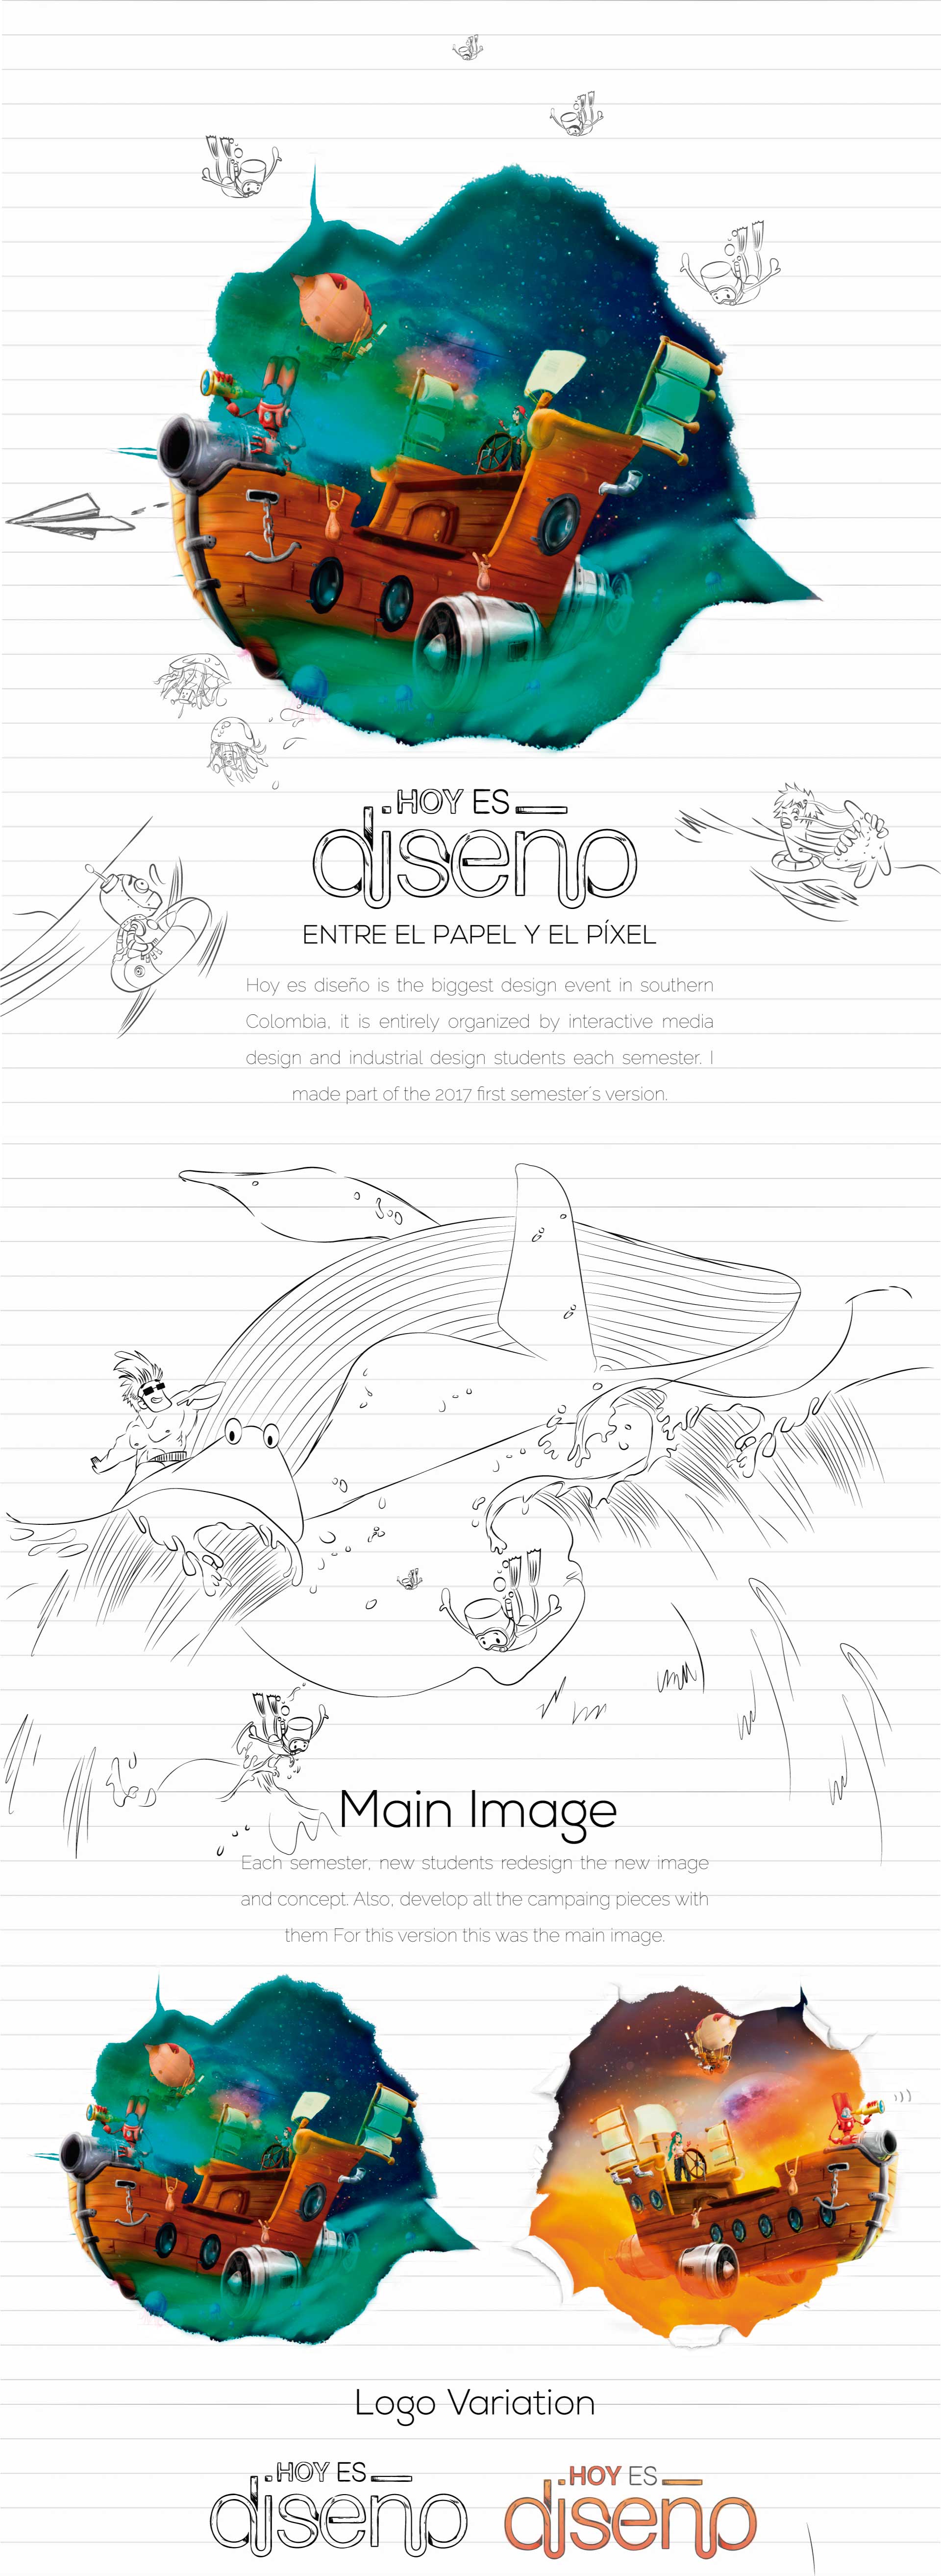 HOY ES
diseño
ENTRE EL PAPEL Y EL PÍXEL
Hoy es diseño is the biggest design event in southern
Colombia, it is entirely organized by interactive media
design and industrial design students each semester. I
made part of the 2017 first semester's version.
Main Image
Each semester, new students redesign the new image
and concept. Also, develop all the campaing pieces with
them For this version this was the main image.
Logo Variation
HOY ES
diseño
HOY ES
diseño